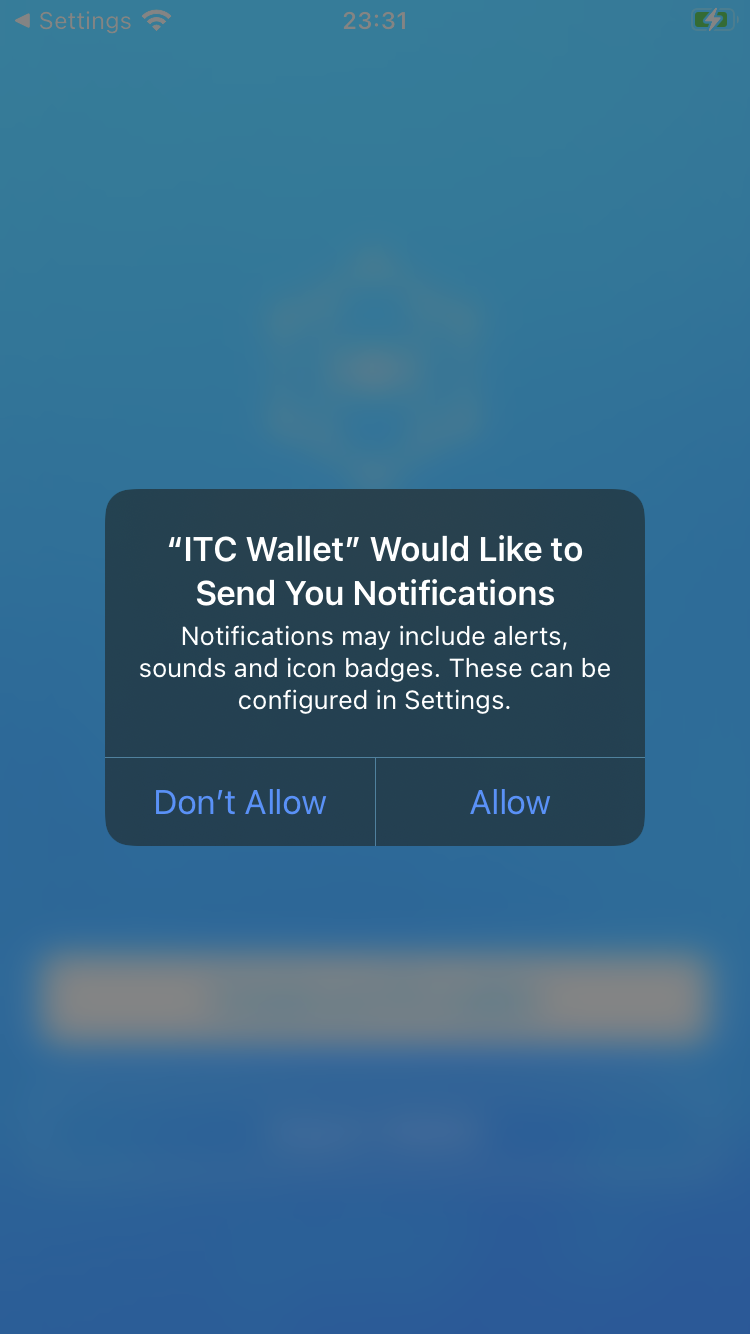 Settings 23:31
“ITC Wallet” Would Like to
Send You Notifications
Notifications may include alerts,
sounds and icon badges. These can be
configured in Settings.
Don’t Allow Allow